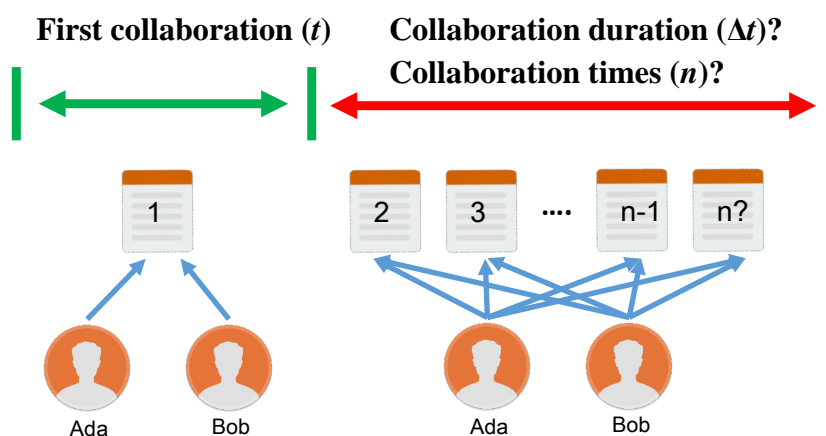 First collaboration (t)
Collaboration duration (Δt)?
Collaboration times (n)?
1
2
3
....
n-1
n?
Ada
Bob
Ada
Bob